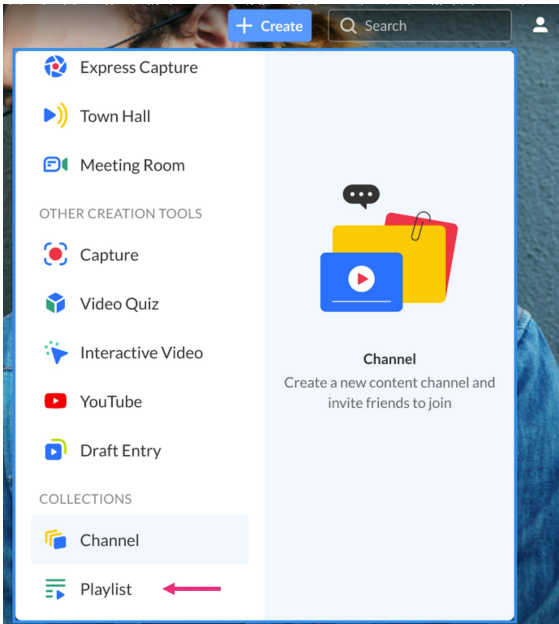 + Create
Search
Express Capture
Town Hall
Meeting Room
OTHER CREATION TOOLS
Capture
Video Quiz
Interactive Video
YouTube
Draft Entry
COLLECTIONS
Channel
Playlist
Channel
Create a new content channel and
invite friends to join